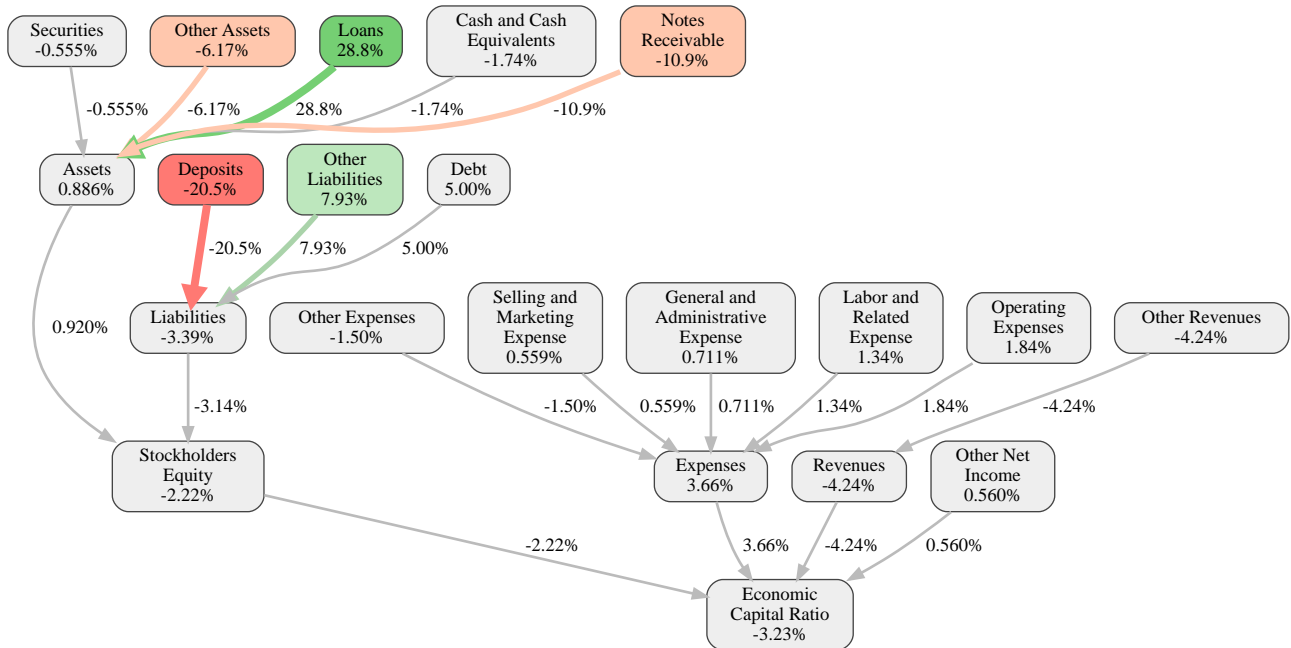 Securities
-0.555%
Other Assets
-6.17%
Loans
28.8%
Cash and Cash
Equivalents
-1.74%
Notes
Receivable
-10.9%
-0.555%
-6.17%
28.8%
-1.74%
-10.9%
Assets
0.886%
Deposits
-20.5%
Other
Liabilities
7.93%
Debt
5.00%
-20.5%
7.93%
5.00%
0.920%
Liabilities
-3.39%
Other Expenses
-1.50%
Selling and
Marketing
Expense
0.559%
General and
Administrative
Expense
0.711%
Labor and
Related
Expense
1.34%
Operating
Expenses
1.84%
Other Revenues
-4.24%
-3.14%
-1.50%
0.559%
0.711%
1.34%
1.84%
-4.24%
Stockholders
Equity
-2.22%
Expenses
3.66%
Revenues
-4.24%
Other Net
Income
0.560%
-2.22%
3.66%
-4.24%
0.560%
Economic
Capital Ratio
-3.23%